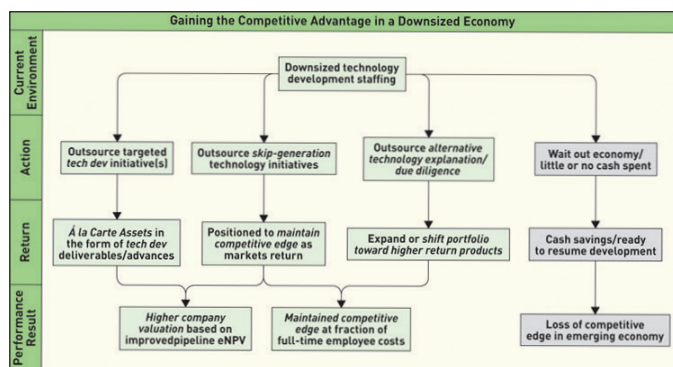 Gaining the Competitive Advantage in a Downsized Economy
Current
Environment
Downsized technology
development staffing
Action
Outsource targeted
tech dev initiative(s)
Outsource skip-generation
technology initiatives
Outsource alternative
technology explanation/
due diligence
Wait out economy/
little or no cash spent
Return
Á la Carte Assets in
the form of tech dev
deliverables/advances
Positioned to maintain
competitive edge as
markets return
Expand or shift portfolio
toward higher return products
Cash savings/ready
to resume development
Performance
Result
Higher company
valuation based on
improvedpipeline eNPV
Maintained competitive
edge at fraction of
full-time employee costs
Loss of competitive
edge in emerging economy